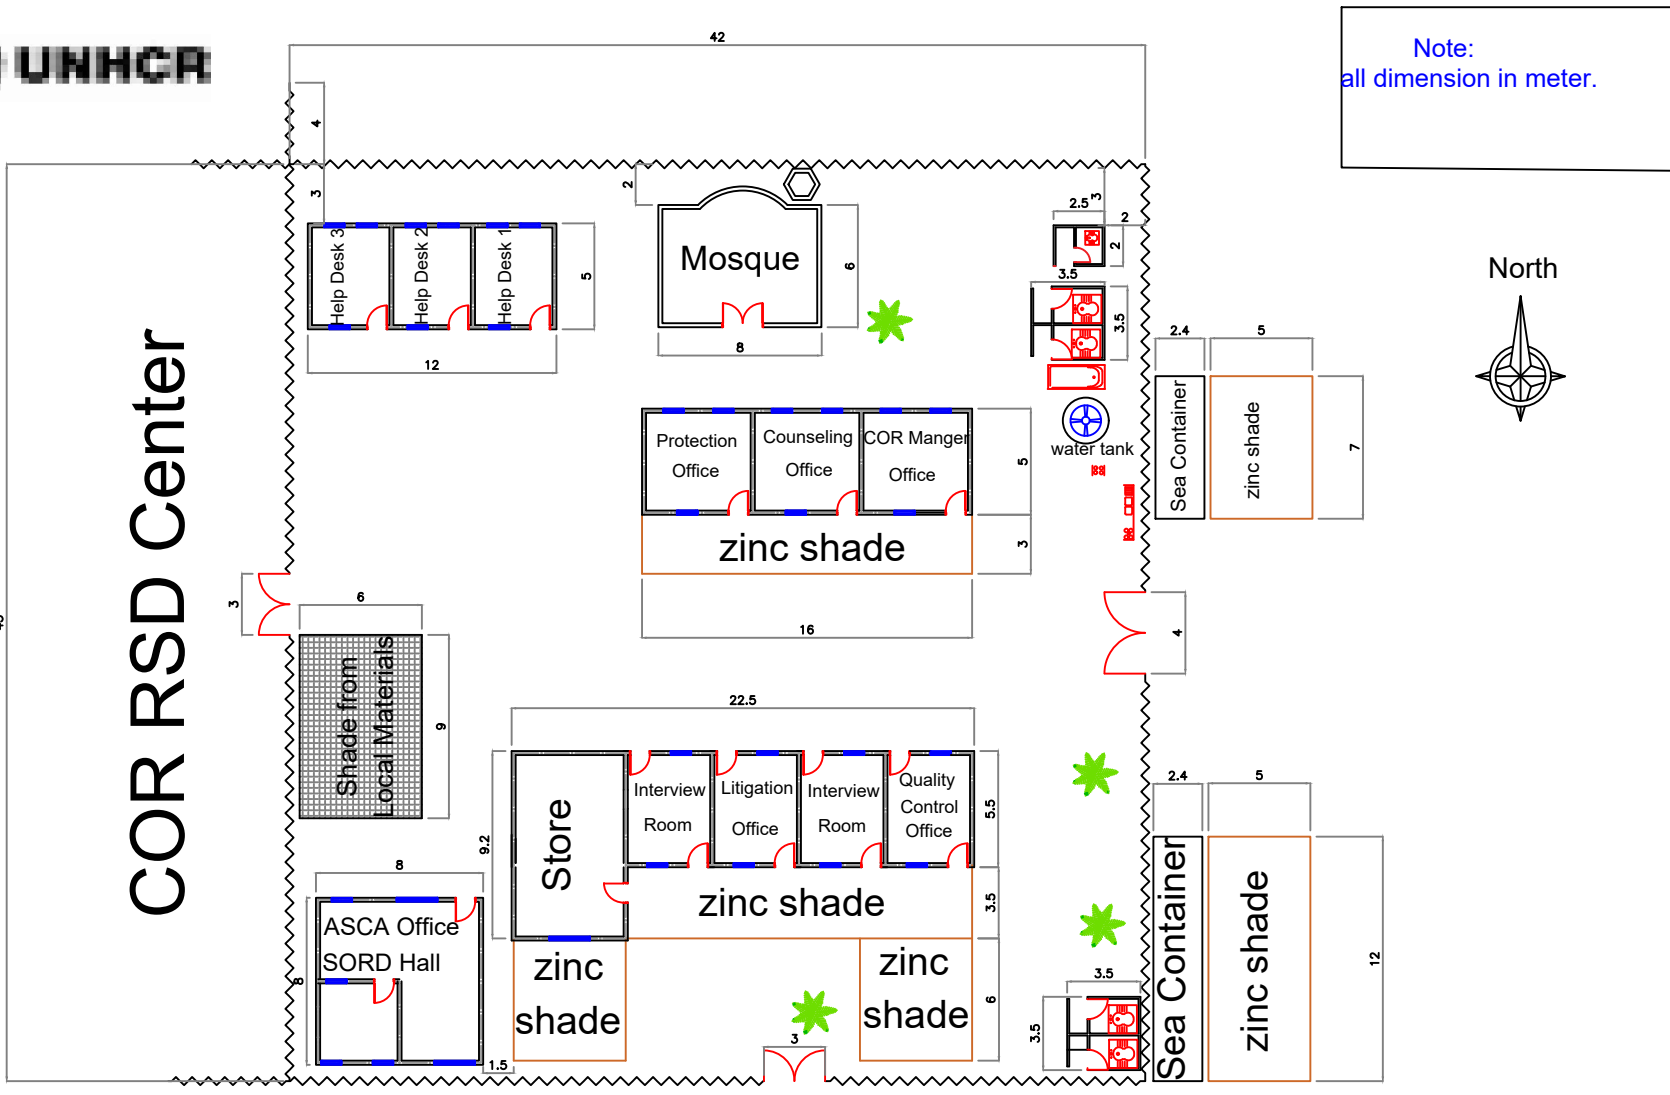 UNHCR
Note:
all dimension in meter.
42
4
3
2
3
2.5
2
2
Help Desk 3
Help Desk 2
Help Desk 1
5
12
Mosque
6
8
3.5
3.5
North
COR RSD Center
2.4
5
Sea Container
zinc shade
7
Protection
Office
Counseling
Office
COR Manger
Office
5
water tank
zinc shade
3
16
3
6
Shade from
Local Materials
9
4
22.5
9.2
Store
Interview
Room
Litigation
Office
Interview
Room
Quality
Control
Office
5.5
zinc shade
3.5
zinc
shade
zinc
shade
6
8
8
ASCA Office
SORD Hall
1.5
3
3.5
3.5
2.4
5
Sea Container
zinc shade
12